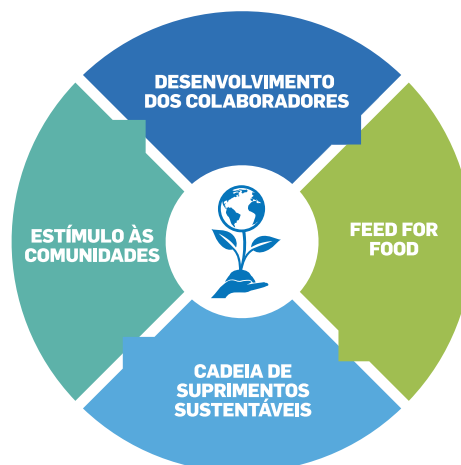 DESENVOLVIMENTO
DOS COLABORADORES
ESTÍMULO ÀS
COMUNIDADES
FEED FOR
FOOD
CADEIA DE
SUPRIMENTOS
SUSTENTÁVEIS